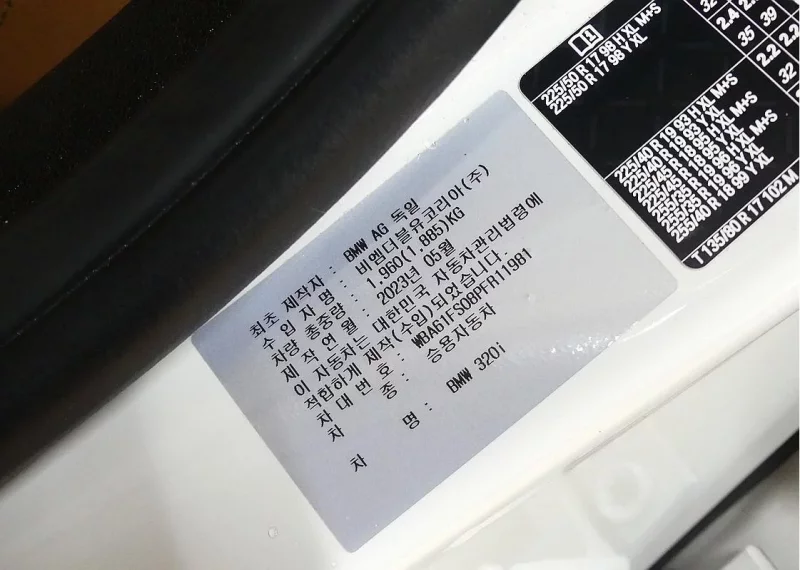 최초 제작자 : BMW AG 독일
수 입 자 명 : 비엠더블유코리아(주)
차량 총중량 : 1,960(1,885)KG
제 작 연 월 : 2023년 05월
이 자동차는 대한민국 자동차관리법령에
적합하게 제작(수입)되었습니다.
차 대 번 호 : WBA61FS08PFR11981
차 종 : 승용자동차
차 명 : BMW 320i
225/50 R 17 98 H XL M+S
225/50 R 17 98 Y XL
225/40 R 19 93 H XL M+S
225/40 R 19 93 Y XL
225/45 R 18 95 H XL M+S
225/45 R 18 95 Y XL
255/35 R 19 96 H XL M+S
255/35 R 19 96 Y XL
255/40 R 18 99 Y XL
T 135/80 R 17 102 M
32
2.4
35
39
2.2
2.2
32